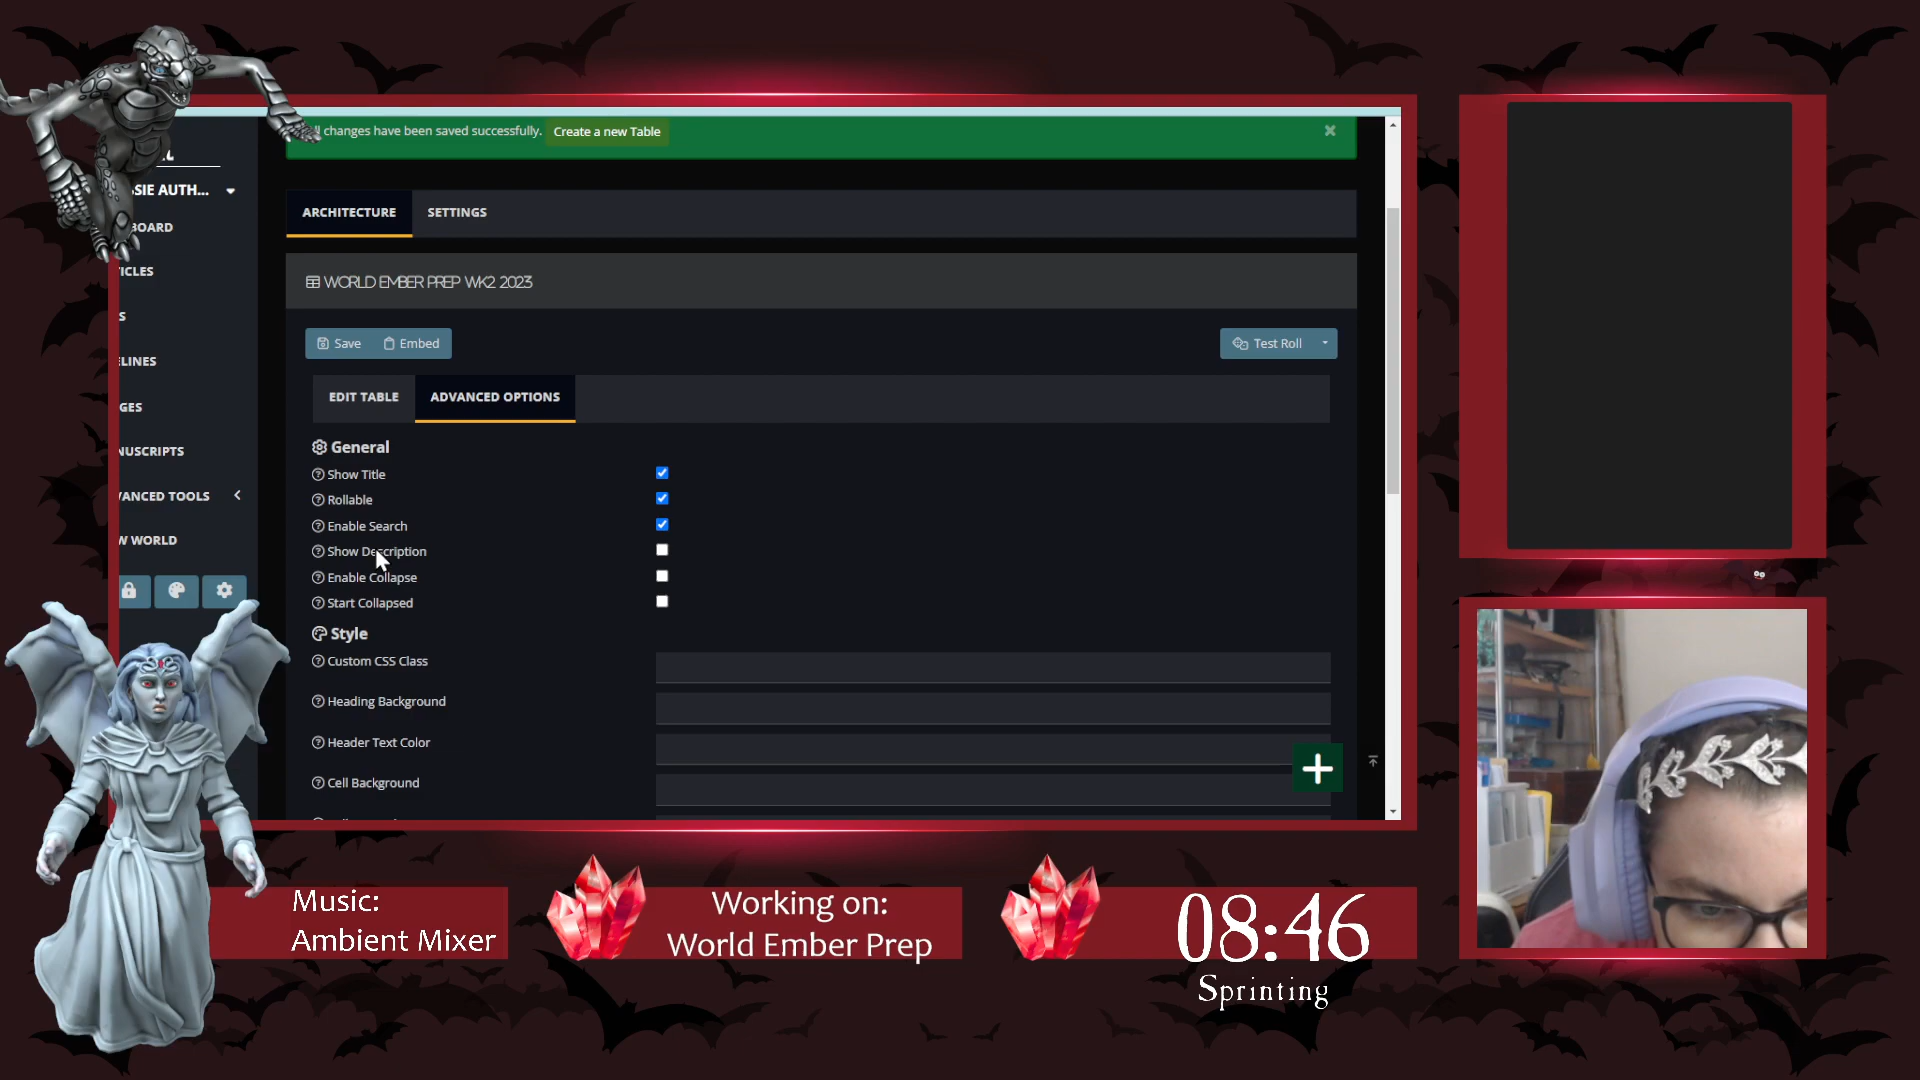 changes have been saved successfully. Create a new Table
SIE AUTH...
BOARD
ICLES
S
ELINES
GES
NUSCRIPTS
VANCED TOOLS
W WORLD
ARCHITECTURE SETTINGS
WORLD EMBER PREP WK2 2023
Save Embed Test Roll
EDIT TABLE ADVANCED OPTIONS
General
Show Title
Rollable
Enable Search
Show Description
Enable Collapse
Start Collapsed
Style
Custom CSS Class
Heading Background
Header Text Color
Cell Background
Music:
Ambient Mixer
Working on:
World Ember Prep
08:46
Sprinting